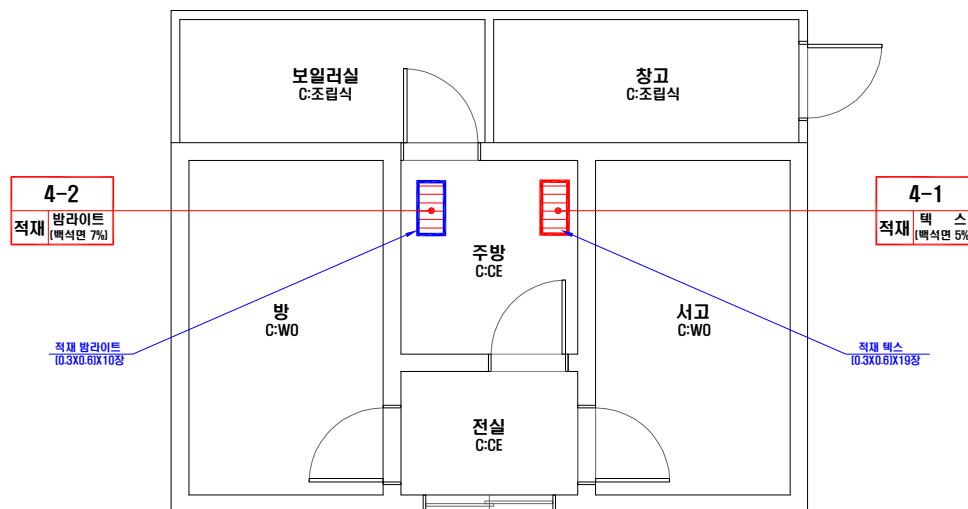 보일러실
C:조립식
창고
C:조립식
4-2
적재
밤라이트
(백석면 7%)
4-1
적재
텍 스
(백석면 5%
주방
C:CE
방
C:WO
서고
C:WO
적재 밤라이트
(0.3X0.6)X10장
적재 텍스
(0.3X0.6)X19장
전실
C:CE